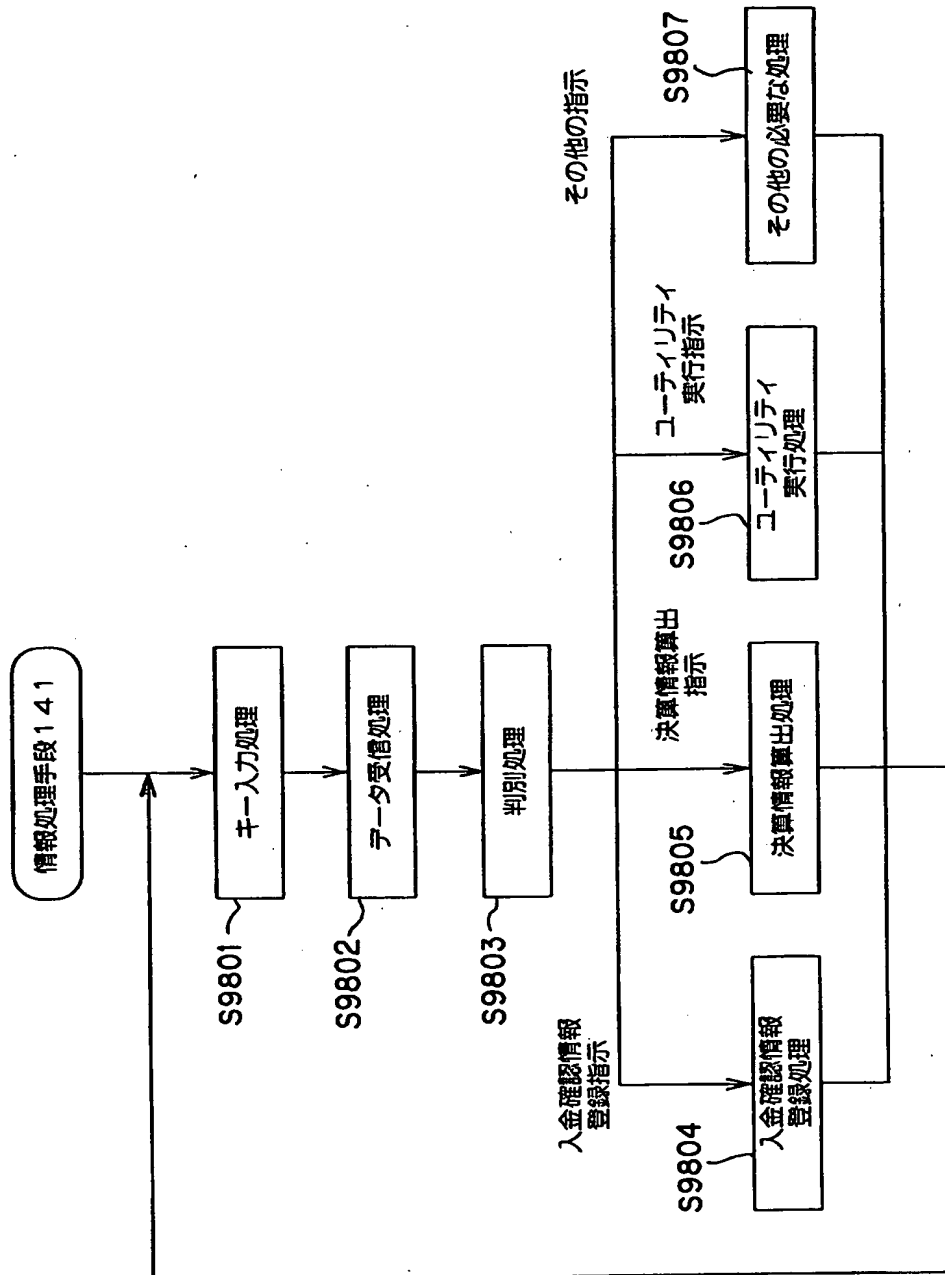 情報処理手段141
キー入力処理
S9801
データ受信処理
S9802
判別処理
S9803
入金確認情報
登録指示
決算情報算出
指示
ユーティリティ
実行指示
その他の指示
S9804
入金確認情報
登録処理
S9805
決算情報算出処理
S9806
ユーティリティ
実行処理
S9807
その他の必要な処理